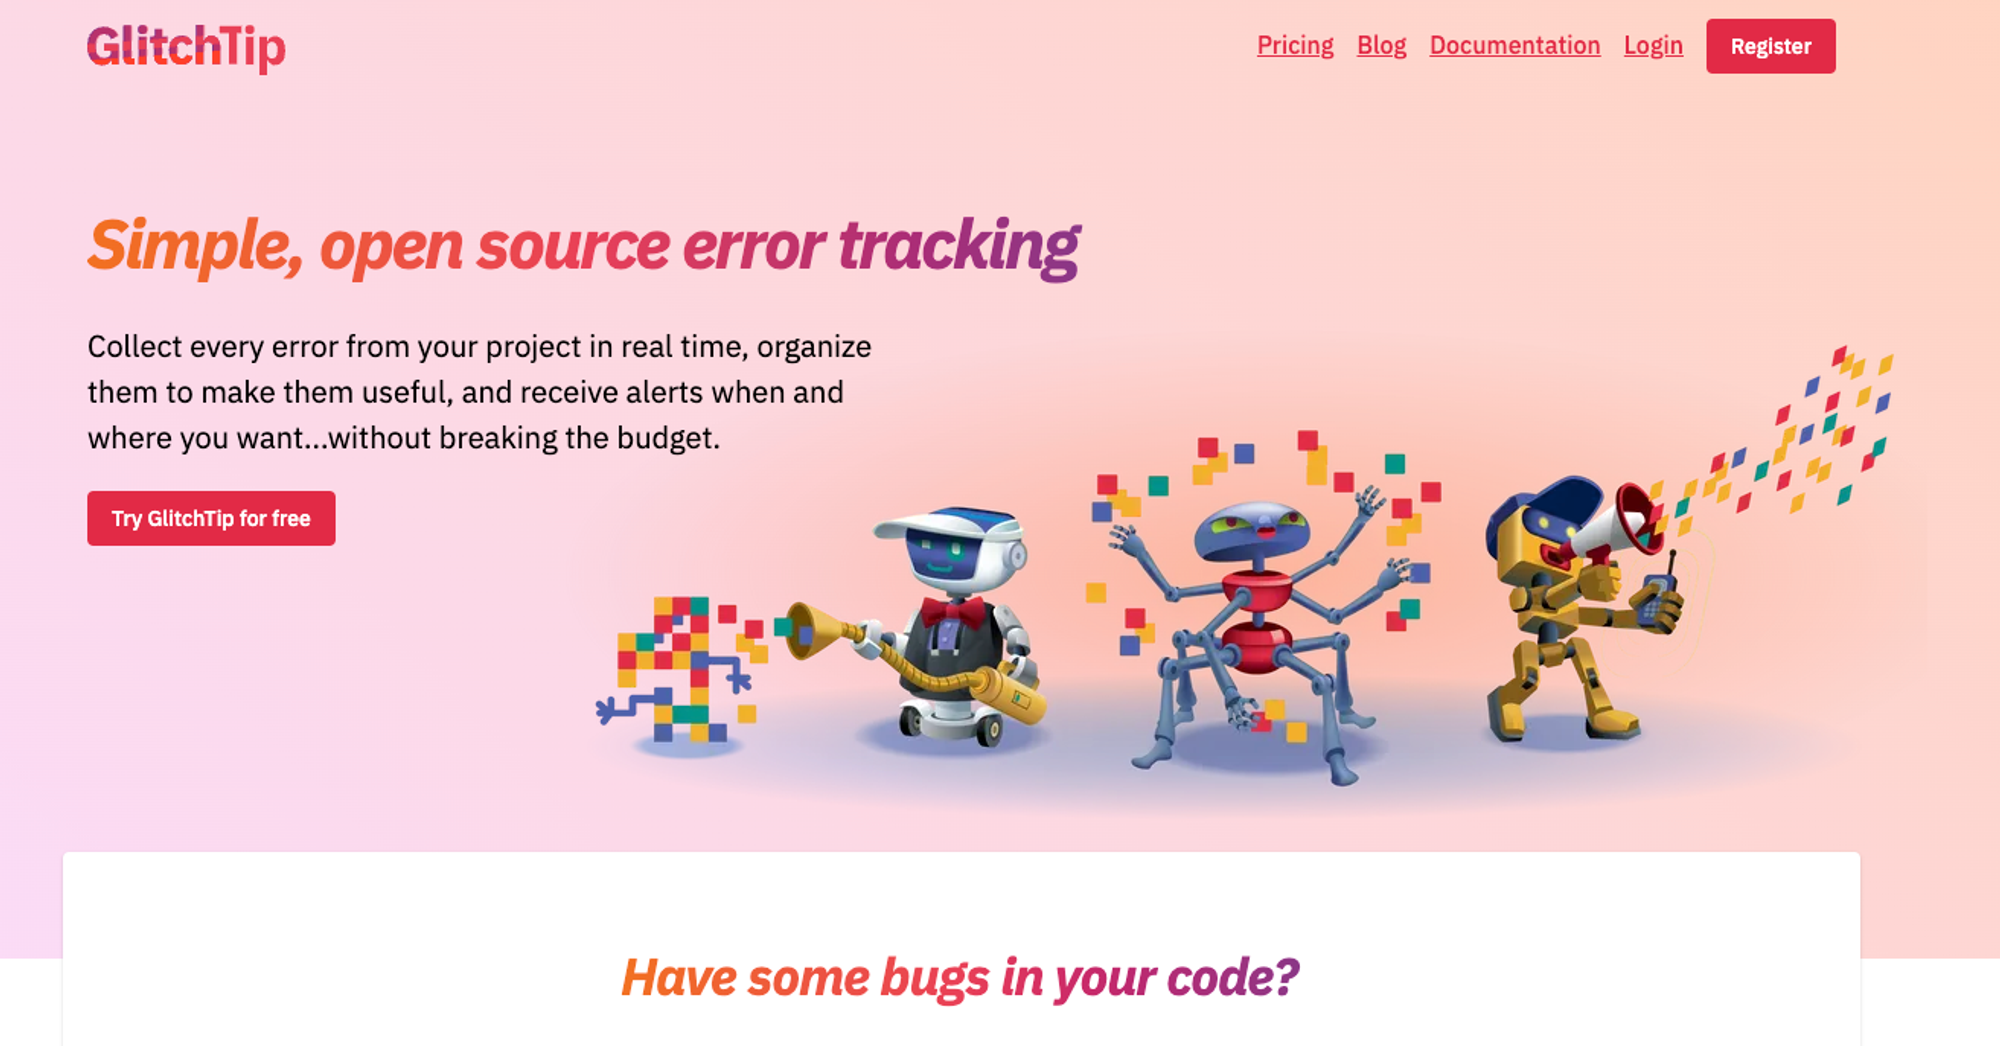 GlitchTip
Pricing Blog Documentation Login Register
Simple, open source error tracking
Collect every error from your project in real time, organize
them to make them useful, and receive alerts when and
where you want...without breaking the budget.
Try GlitchTip for free
Have some bugs in your code?